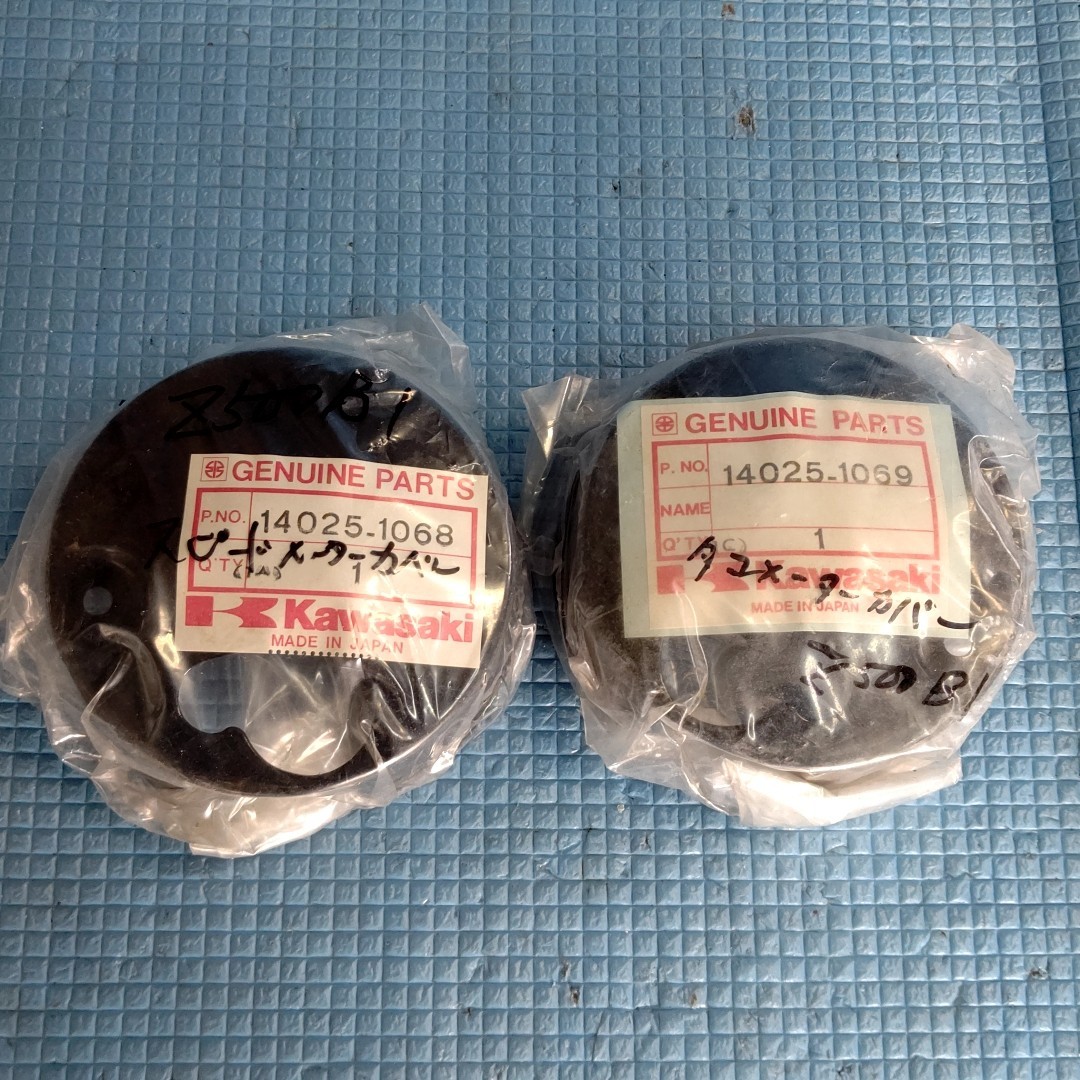 Z500B1
GENUINE PARTS
P.NO. 14025-1068
スピードメーターカバー
Q'TY 1
Kawasaki
MADE IN JAPAN
GENUINE PARTS
P. NO. 14025-1069
NAME
Q'TY 1
タコメーターカバー
Kawasaki
MADE IN JAPAN
Z500B1